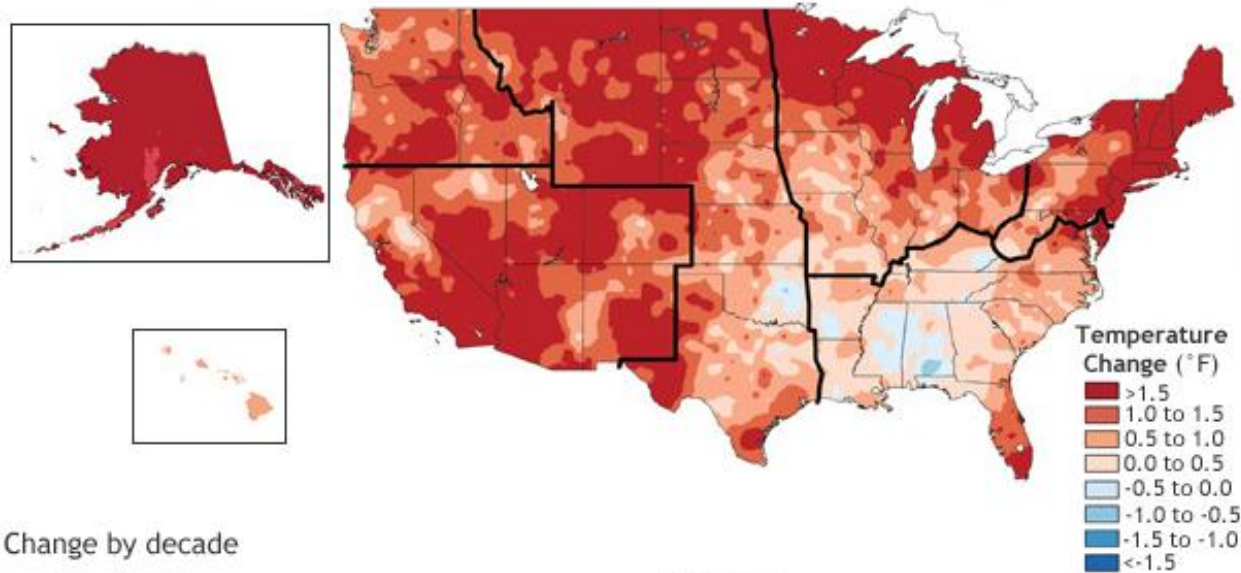 Temperature
Change (°F)
>1.5
1.0 to 1.5
0.5 to 1.0
0.0 to 0.5
-0.5 to 0.0
-1.0 to -0.5
-1.5 to -1.0
<-1.5
Change by decade